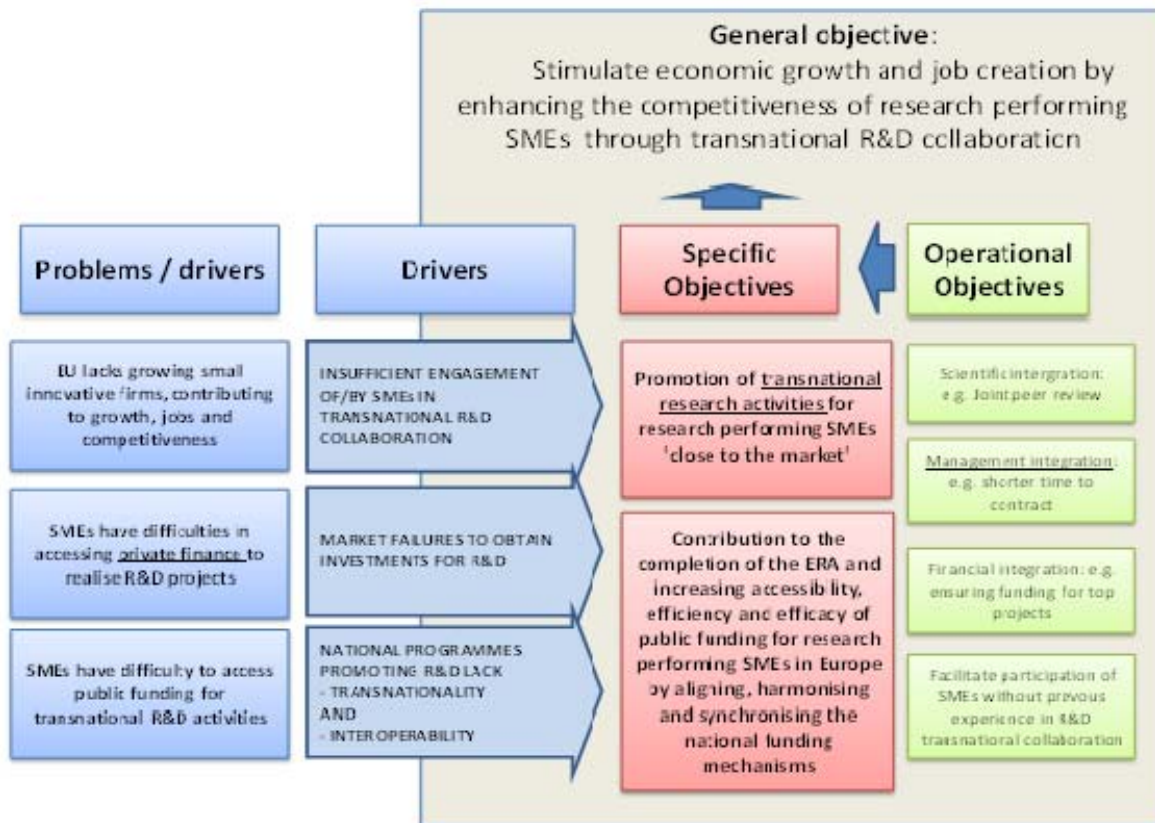 General objective:
Stimulate economic growth and job creation by
enhancing the competitiveness of research performing
SMEs through transnational R&D collaboration
Problems / drivers
Drivers
Specific
Objectives
Operational
Objectives
EU lacks growing small
innovative firms, contributing
to growth, jobs and
competitiveness
SMEs have difficulties in
accessing private finance to
realise R&D projects
SMEs have difficulty to access
public funding for
transnational R&D activities
INSUFFICIENT ENGAGEMENT
OF/BY SMEs IN
TRANSNATIONAL R&D
COLLABORATION
MARKET FAILURES TO OBTAIN
INVESTMENTS FOR R&D
NATIONAL PROGRAMMES
PROMOTING R&D LACK
- TRANSNATIONALITY
AND
- INTEROPERABILITY
Promotion of transnational
research activities for
research performing SMEs
'close to the market'
Contribution to the
completion of the ERA and
increasing accessiblity,
efficiency and efficacy of
public funding for research
performing SMEs in Europe
by aligning, harmonising
and synchronising the
national funding
mechanisms
Scientific intergration:
e.g. Joint peer review
Management integration:
e.g. shorter time to
contract
Financial integration: e.g.
ensuring funding for top
projects
Facilitate participation of
SMEs without prevous
experience in R&D
transnational collaboration